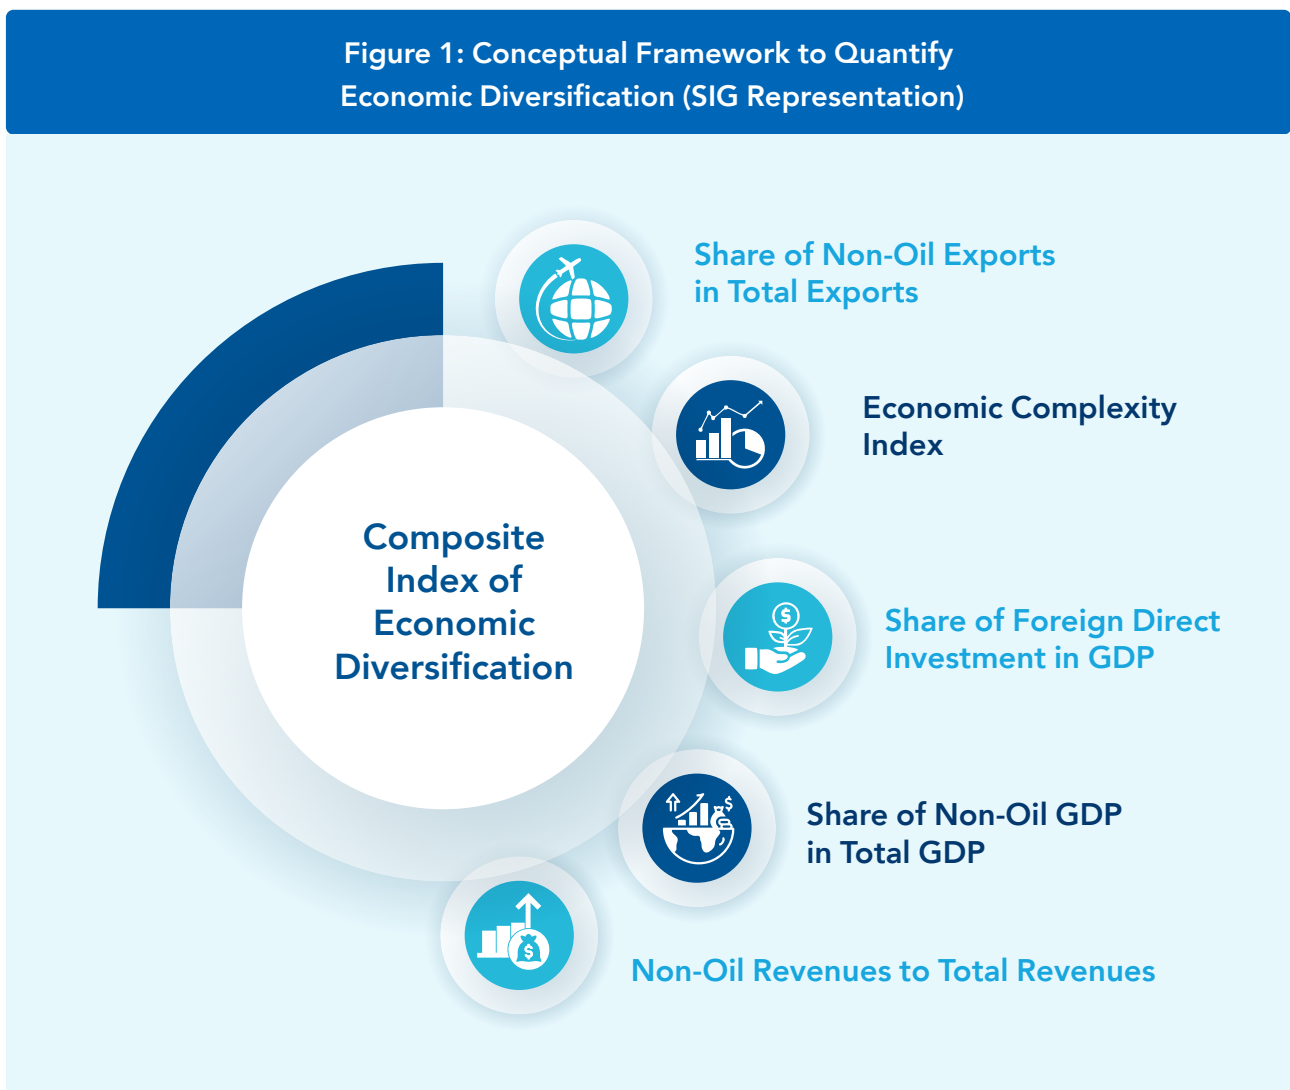 Figure 1: Conceptual Framework to Quantify
Economic Diversification (SIG Representation)
Share of Non-Oil Exports
in Total Exports
Economic Complexity
Index
Composite
Index of
Economic
Diversification
Share of Foreign Direct
Investment in GDP
Share of Non-Oil GDP
in Total GDP
Non-Oil Revenues to Total Revenues